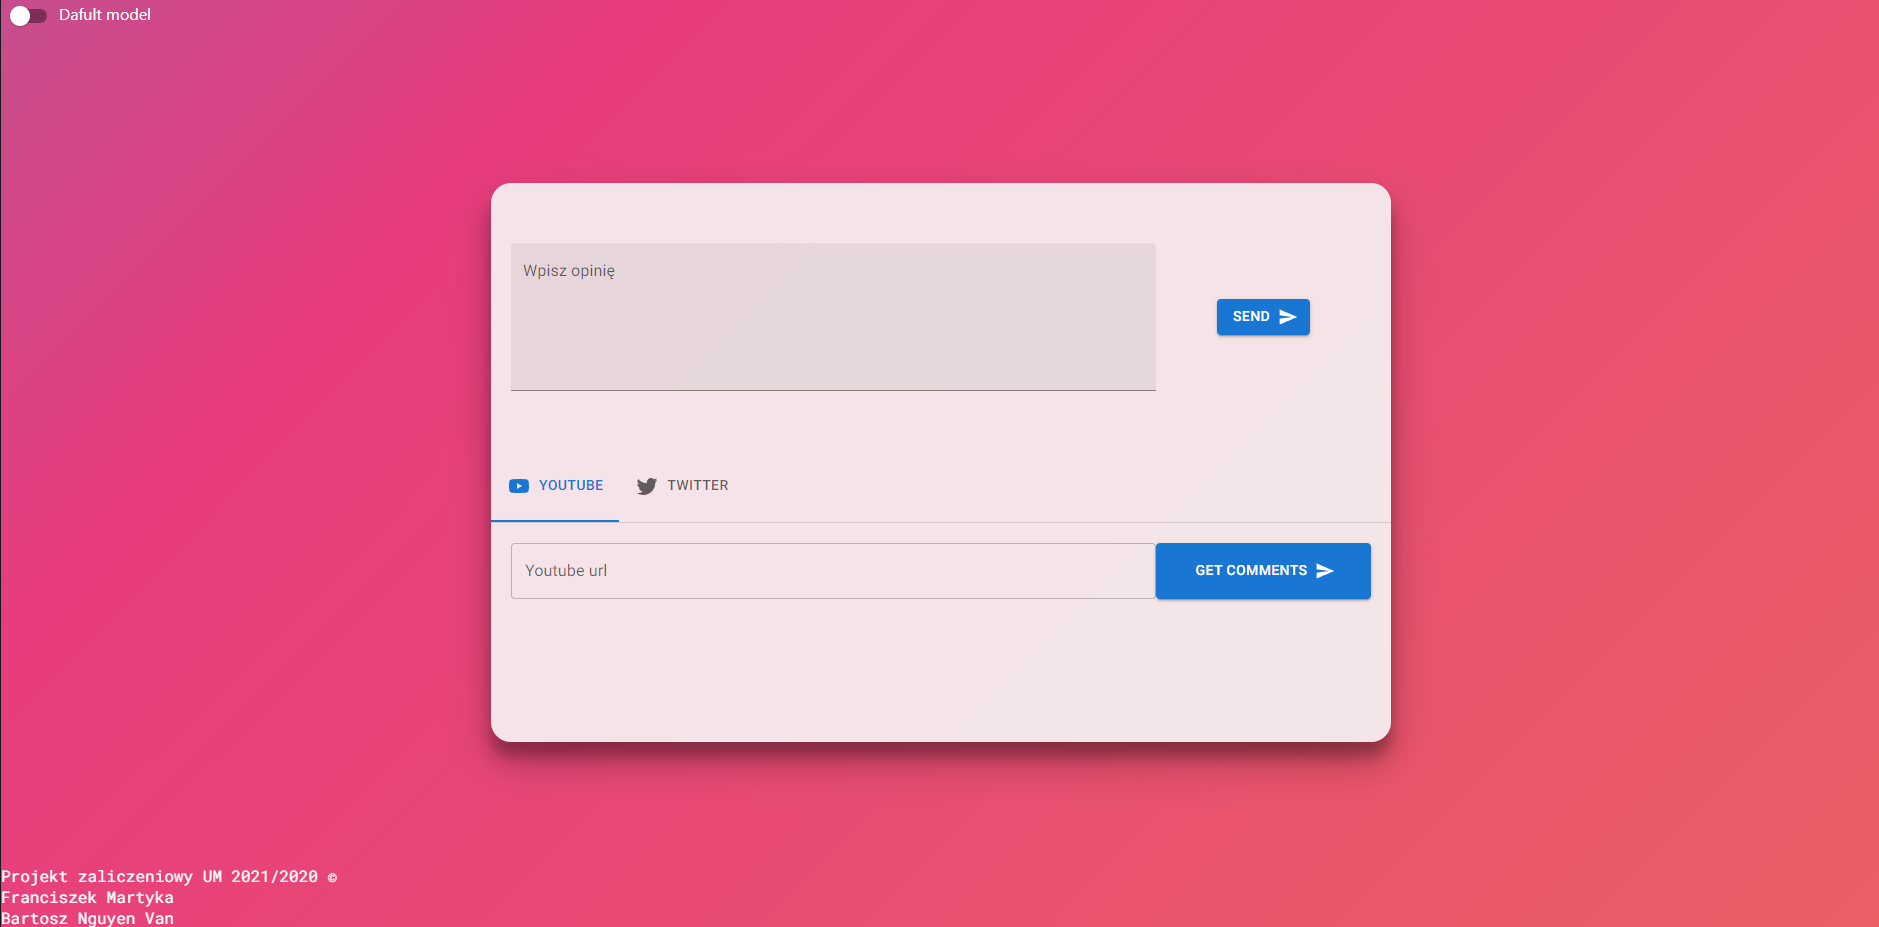 Dafult model
Wpisz opinię
SEND
YOUTUBE
TWITTER
Youtube url
GET COMMENTS
Projekt zaliczeniowy UM 2021/2020 ©
Franciszek Martyka
Bartosz Nguyen Van